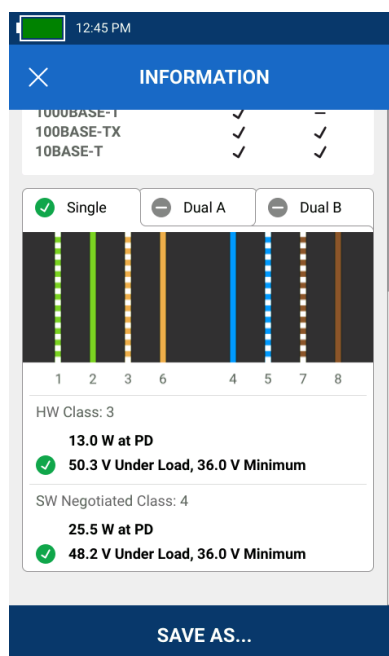 12:45 PM
INFORMATION
1000BASE-T ✓ –
100BASE-TX ✓ ✓
10BASE-T ✓ ✓
Single Dual A Dual B
1 2 3 6 4 5 7 8
HW Class: 3
13.0 W at PD
50.3 V Under Load, 36.0 V Minimum
SW Negotiated Class: 4
25.5 W at PD
48.2 V Under Load, 36.0 V Minimum
SAVE AS...